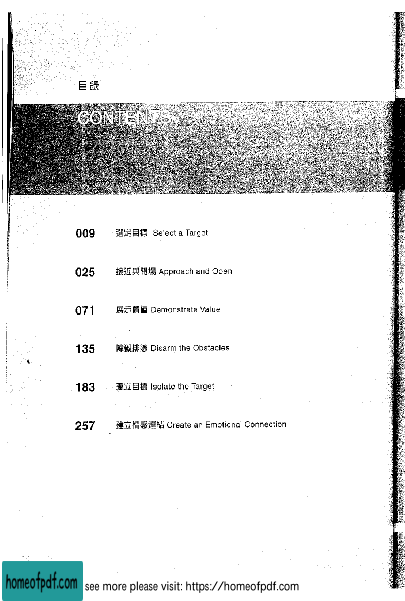 目錄
CONTENTS
009 選定目標 Select a Target
025 接近與開場 Approach and Open
071 展示價值 Demonstrate Value
135 障礙排憂 Disarm the Obstacles
183 孤立目標 Isolate the Target
257 建立情感連結 Create an Emotional Connection
homeofpdf.com see more please visit: https://homeofpdf.com